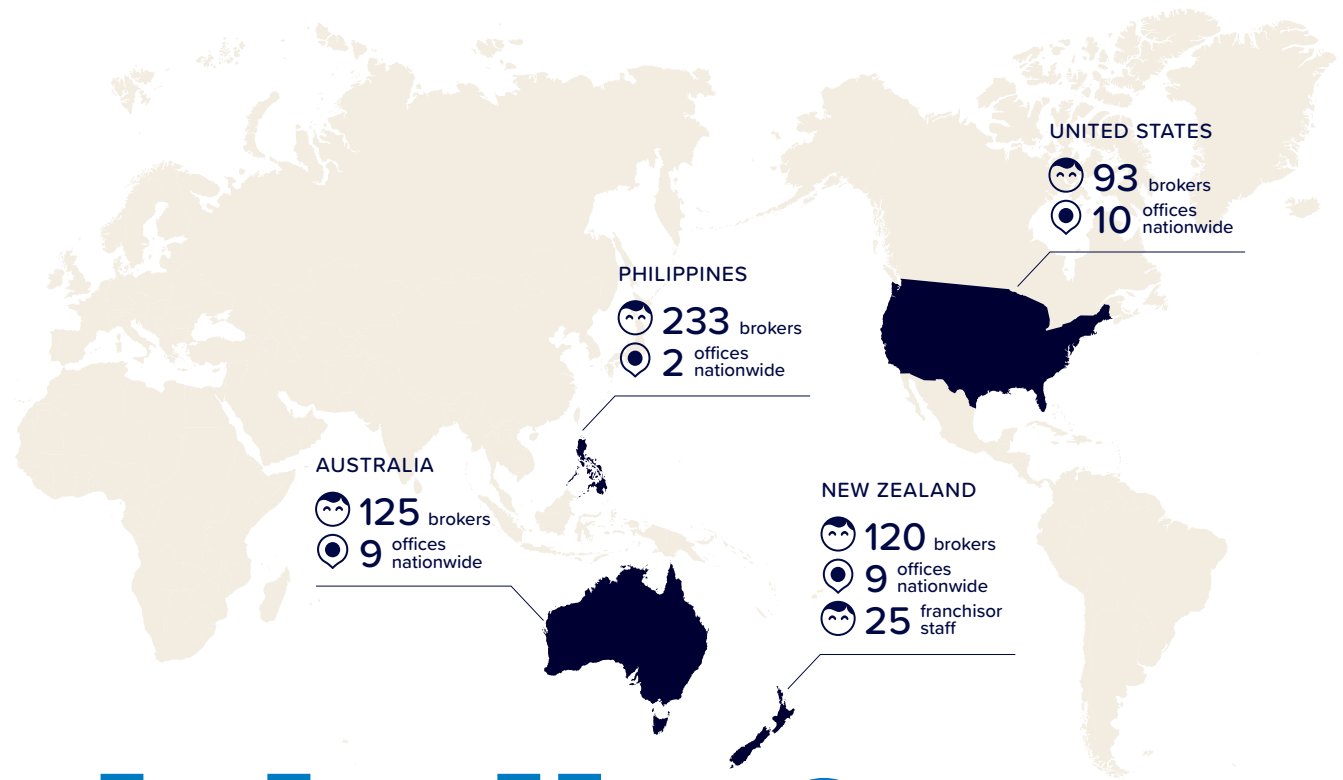 UNITED STATES
93 brokers
10 offices
nationwide
PHILIPPINES
233 brokers
2 offices
nationwide
AUSTRALIA
125 brokers
9 offices
nationwide
NEW ZEALAND
120 brokers
9 offices
nationwide
25 franchisor
staff